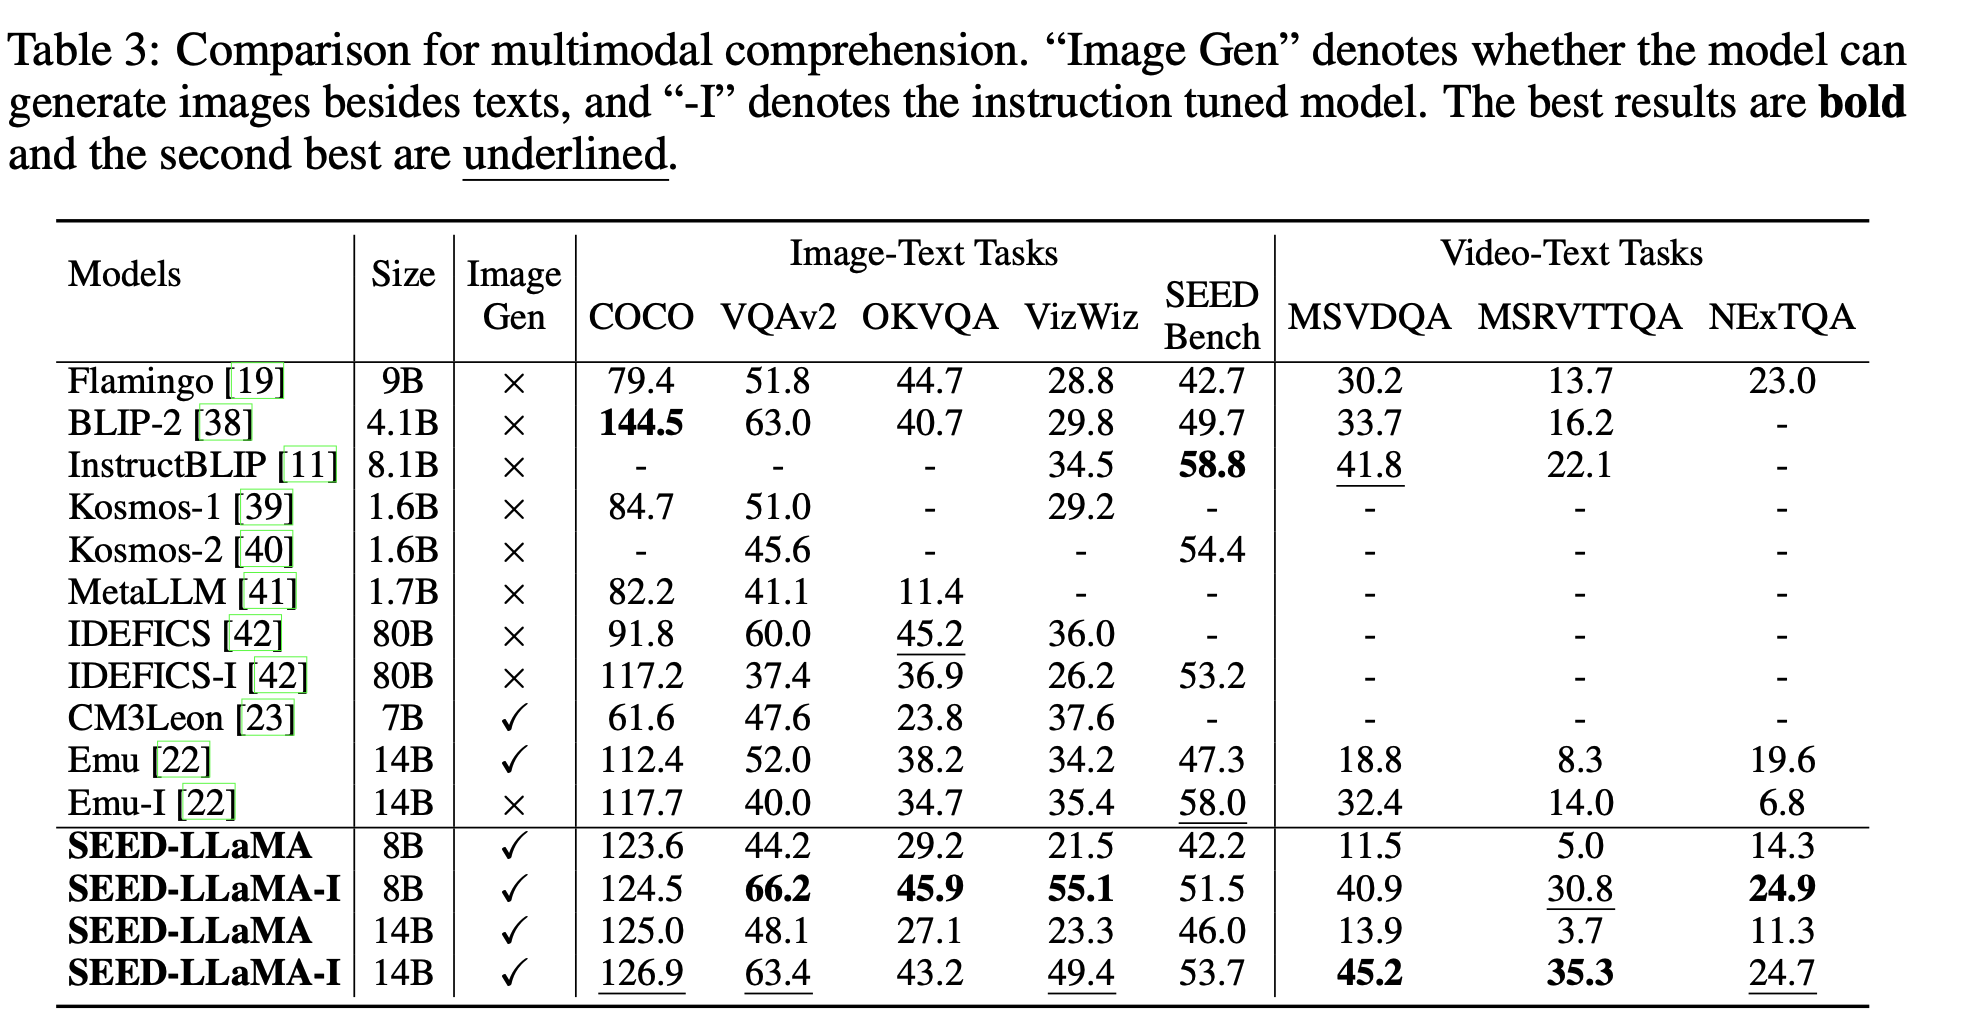 Table 3: Comparison for multimodal comprehension. “Image Gen” denotes whether the model can
generate images besides texts, and “-I” denotes the instruction tuned model. The best results are bold
and the second best are underlined.
Models Size Image Gen Image-Text Tasks Video-Text Tasks
COCO VQAv2 OKVQA VizWiz SEED Bench MSVDQA MSRVTTQA NExTQA
Flamingo [19] 9B × 79.4 51.8 44.7 28.8 42.7 30.2 13.7 23.0
BLIP-2 [38] 4.1B × 144.5 63.0 40.7 29.8 49.7 33.7 16.2 -
InstructBLIP [11] 8.1B × - - - 34.5 58.8 41.8 22.1 -
Kosmos-1 [39] 1.6B × 84.7 51.0 - 29.2 - - - -
Kosmos-2 [40] 1.6B × - 45.6 - - 54.4 - - -
MetaLLM [41] 1.7B × 82.2 41.1 11.4 - - - - -
IDEFICS [42] 80B × 91.8 60.0 45.2 36.0 - - - -
IDEFICS-I [42] 80B × 117.2 37.4 36.9 26.2 53.2 - - -
CM3Leon [23] 7B ✓ 61.6 47.6 23.8 37.6 - - - -
Emu [22] 14B ✓ 112.4 52.0 38.2 34.2 47.3 18.8 8.3 19.6
Emu-I [22] 14B × 117.7 40.0 34.7 35.4 58.0 32.4 14.0 6.8
SEED-LLaMA 8B ✓ 123.6 44.2 29.2 21.5 42.2 11.5 5.0 14.3
SEED-LLaMA-I 8B ✓ 124.5 66.2 45.9 55.1 51.5 40.9 30.8 24.9
SEED-LLaMA 14B ✓ 125.0 48.1 27.1 23.3 46.0 13.9 3.7 11.3
SEED-LLaMA-I 14B ✓ 126.9 63.4 43.2 49.4 53.7 45.2 35.3 24.7